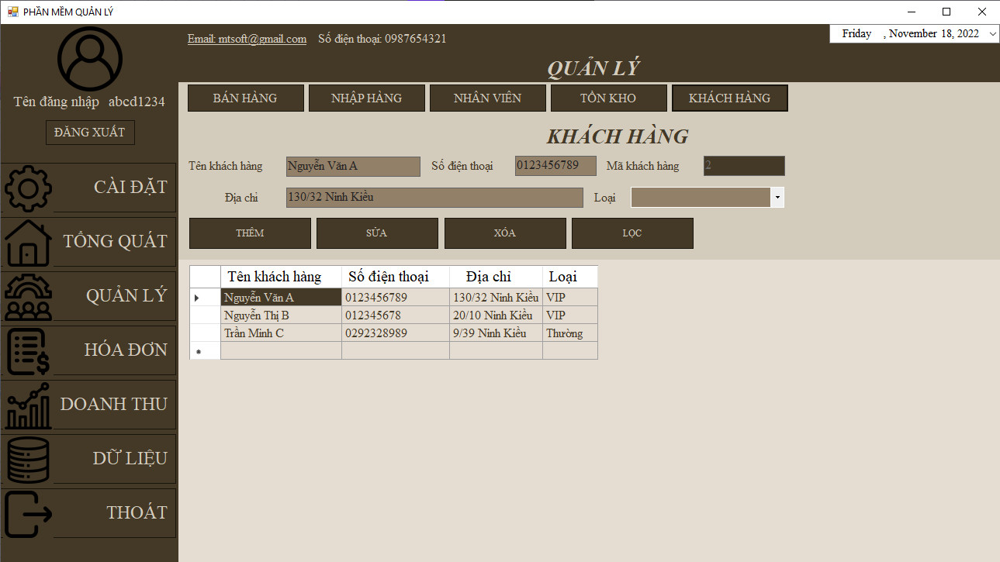 PHẦN MỀM QUẢN LÝ
Email: mtsoft@gmail.com Số điện thoại: 0987654321
Friday , November 18, 2022
QUẢN LÝ
Tên đăng nhập abcd1234
ĐĂNG XUẤT
CÀI ĐẶT
TỔNG QUÁT
QUẢN LÝ
HÓA ĐƠN
DOANH THU
DỮ LIỆU
THOÁT
BÁN HÀNG NHẬP HÀNG NHÂN VIÊN TỒN KHO KHÁCH HÀNG
KHÁCH HÀNG
Tên khách hàng Nguyễn Văn A Số điện thoại 0123456789 Mã khách hàng 2
Địa chỉ 130/32 Ninh Kiều Loại
THÊM SỬA XÓA LỌC
Tên khách hàng Số điện thoại Địa chỉ Loại
Nguyễn Văn A 0123456789 130/32 Ninh Kiều VIP
Nguyễn Thị B 012345678 20/10 Ninh Kiều VIP
Trần Minh C 0292328989 9/39 Ninh Kiều Thường